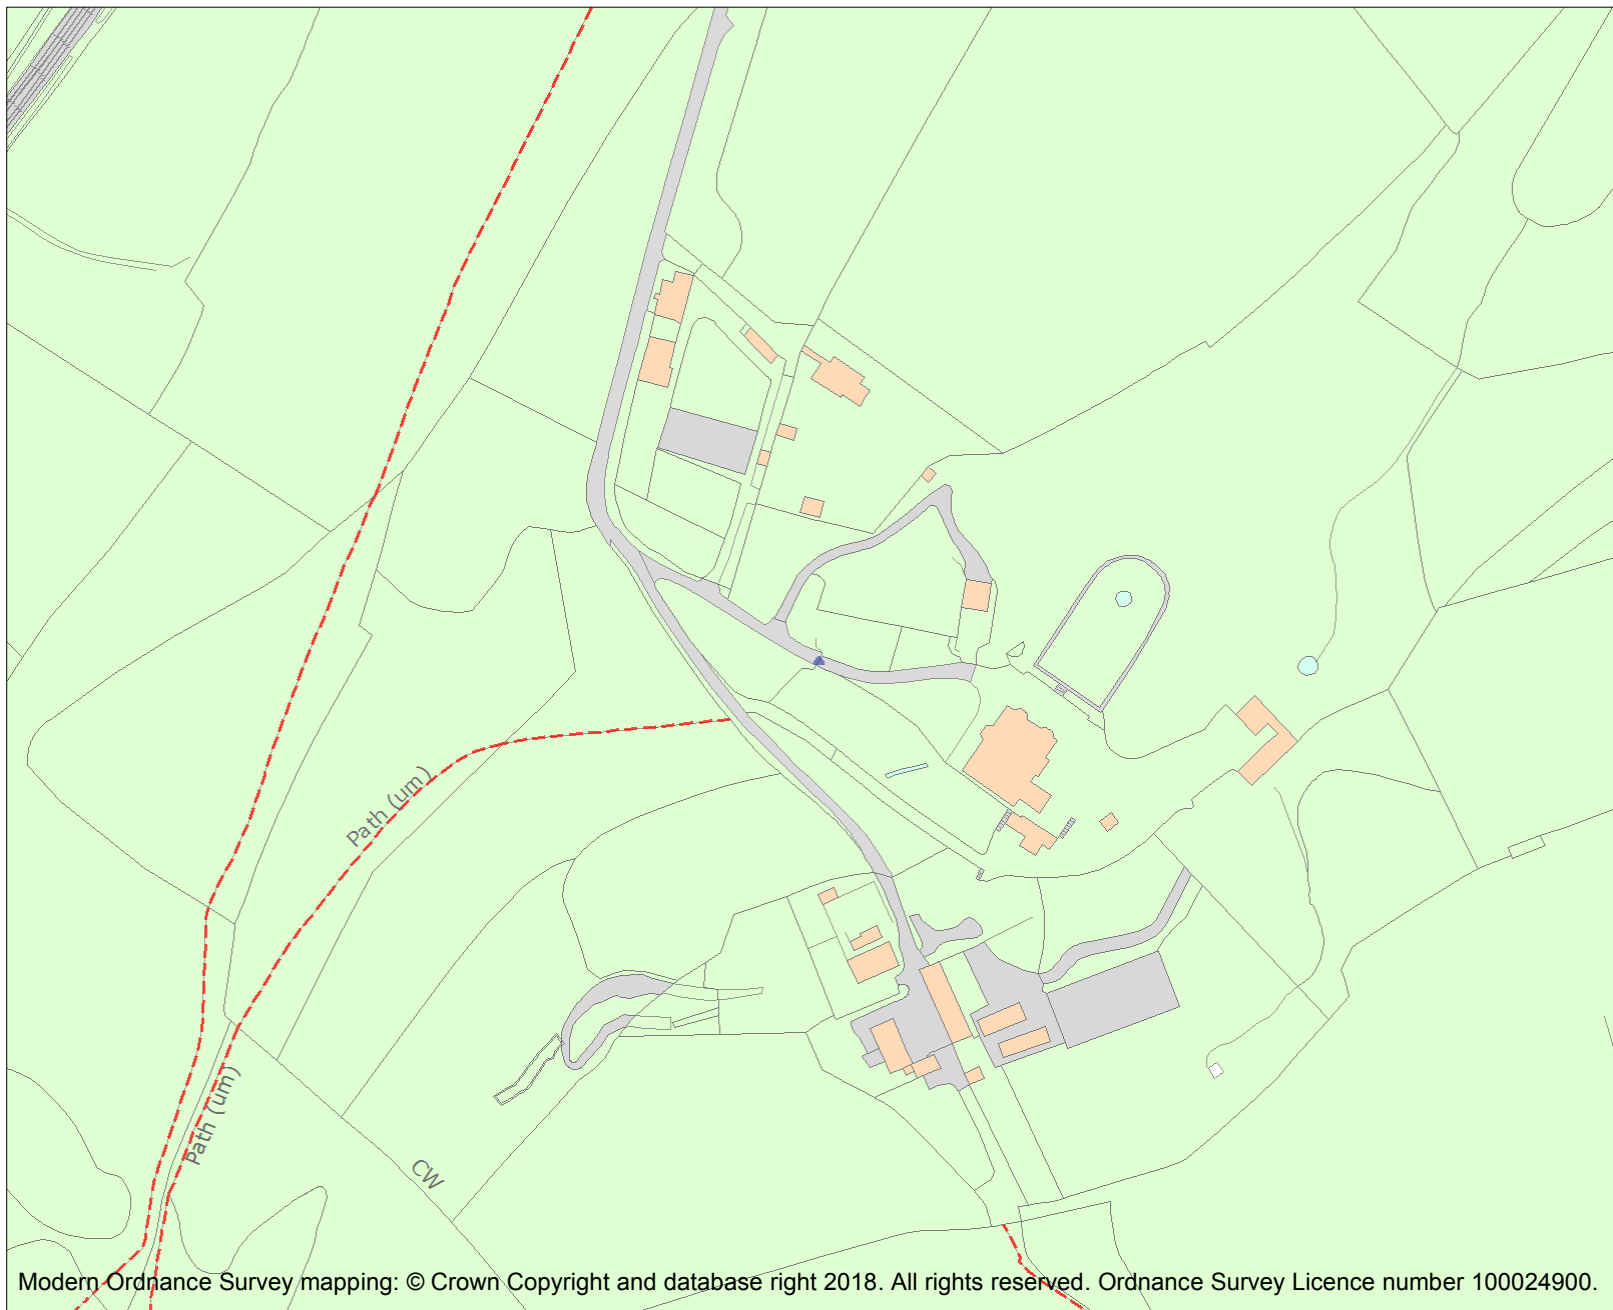 Path (um)
Path (um)
CW
Modern Ordnance Survey mapping: © Crown Copyright and database right 2018. All rights reserved. Ordnance Survey Licence number 100024900.